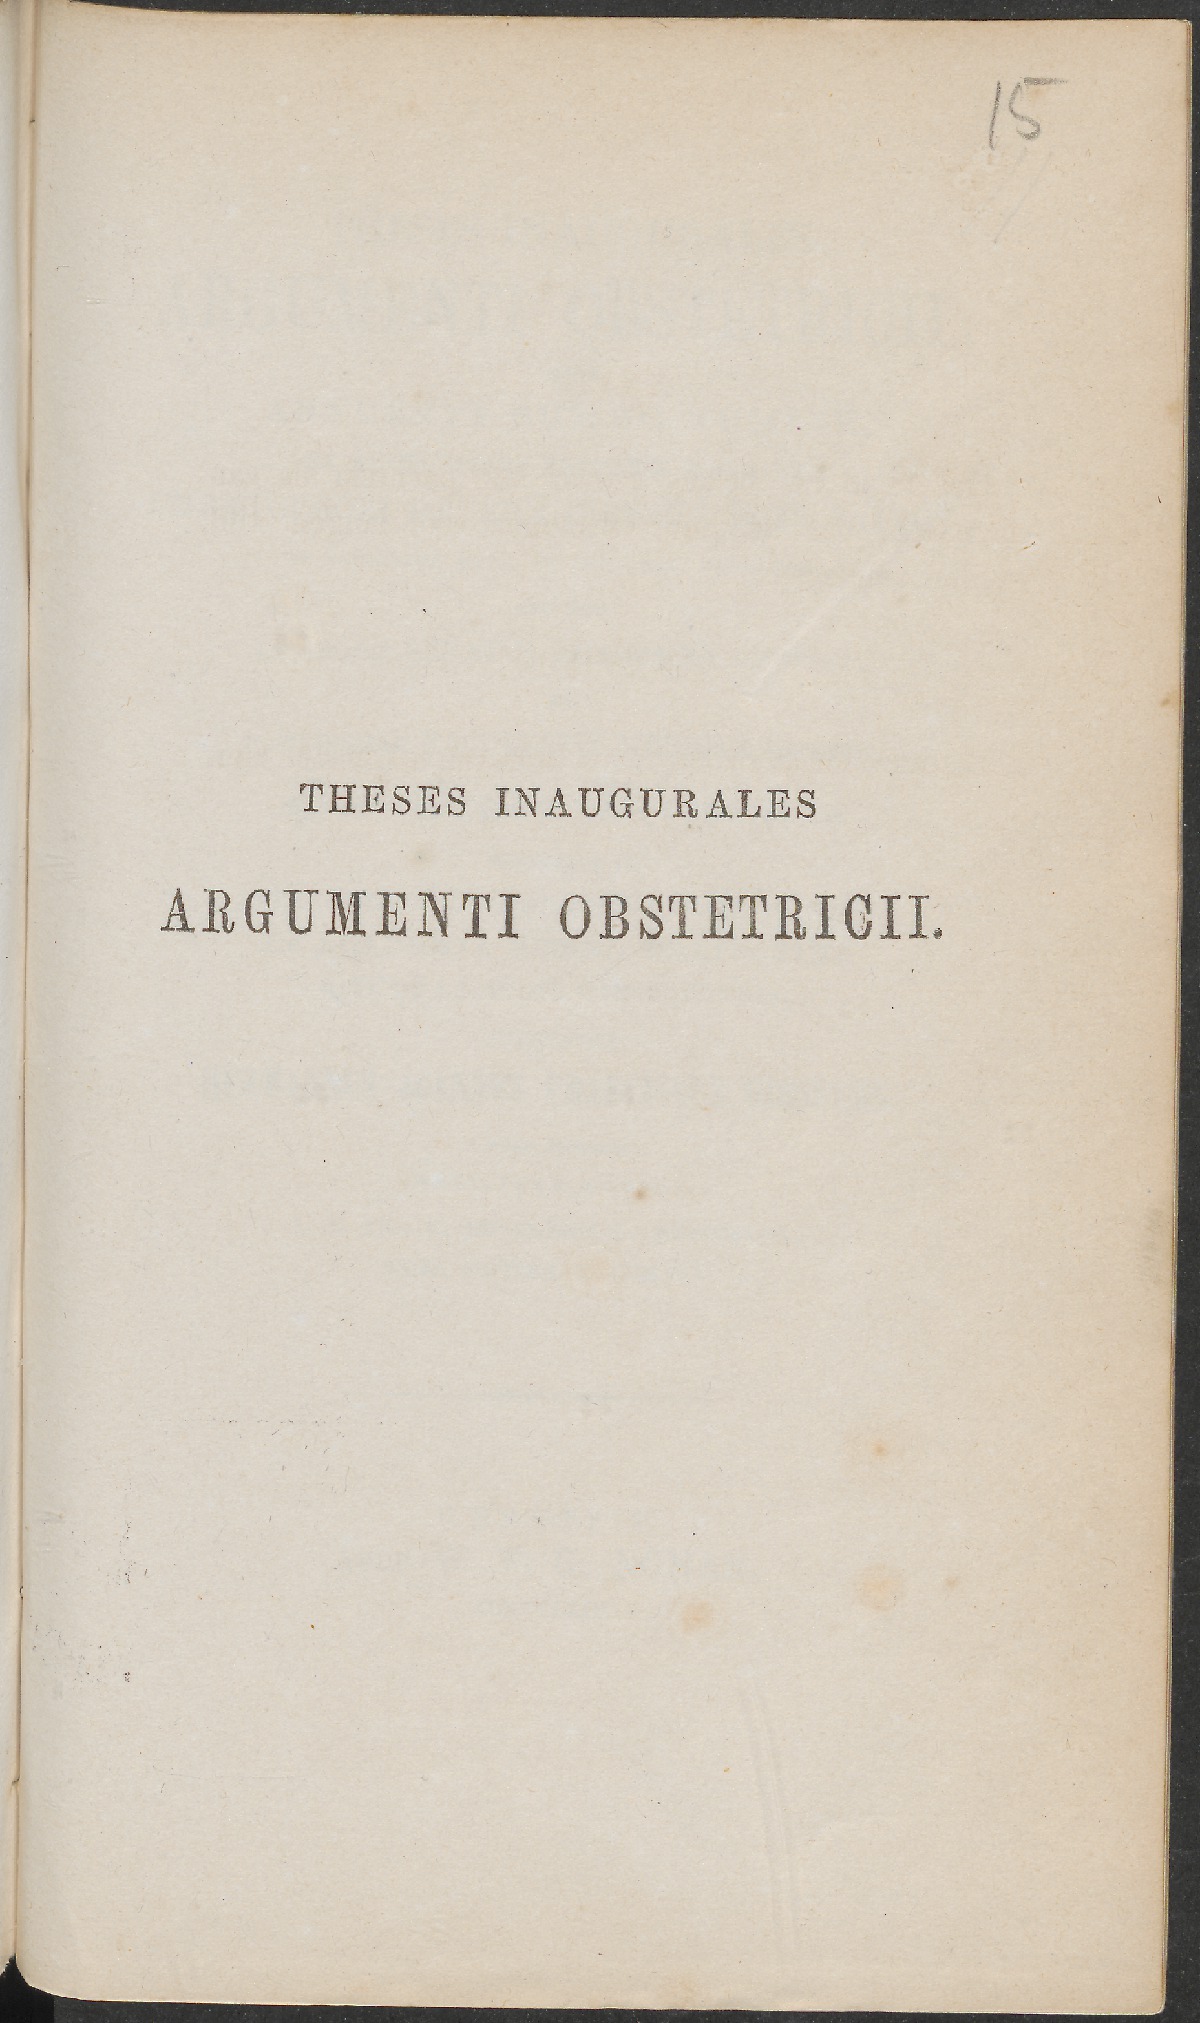 15
THESES INAUGURALES
ARGUMENTI OBSTETRICII.